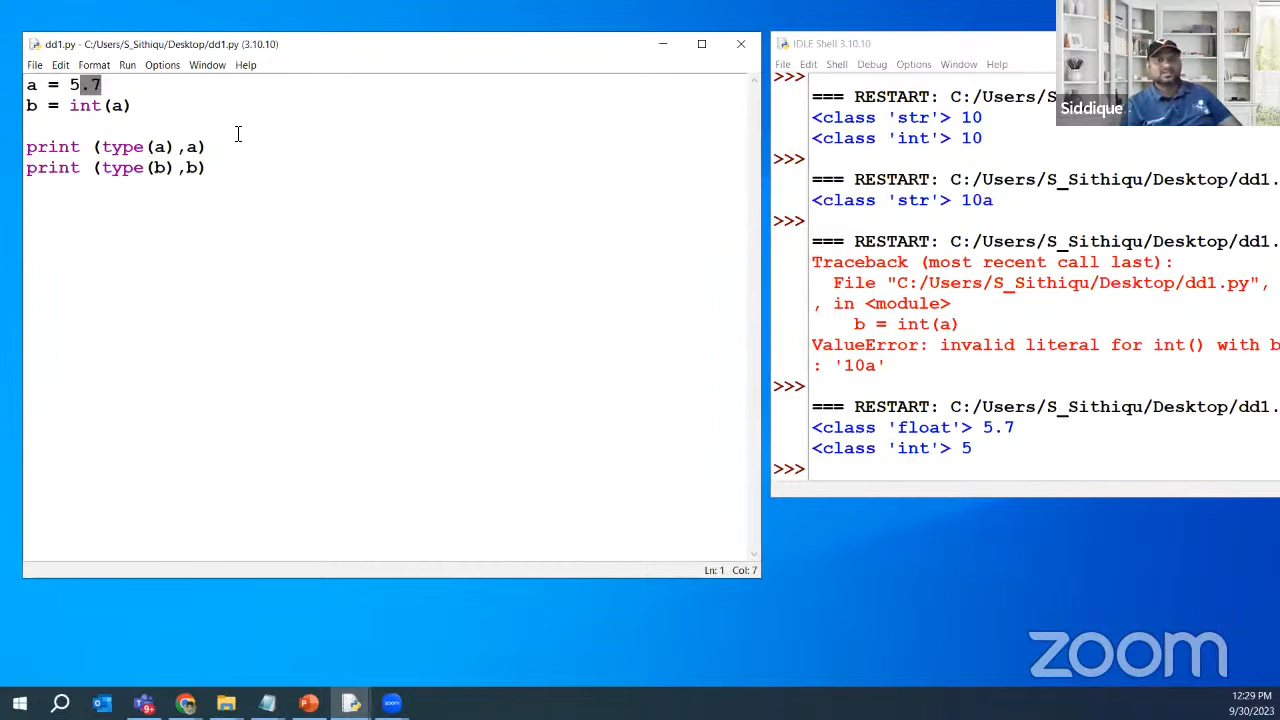 dd1.py - C:/Users/S_Sithiqu/Desktop/dd1.py (3.10.10)
File Edit Format Run Options Window Help
a = 5.7
b = int(a)
print (type(a),a)
print (type(b),b)
Ln: 1 Col: 7
IDLE Shell 3.10.10
File Edit Shell Debug Options Window Help
>>>
=== RESTART: C:/Users/S
<class 'str'> 10
<class 'int'> 10
>>>
=== RESTART: C:/Users/S_Sithiqu/Desktop/dd1.
<class 'str'> 10a
>>>
=== RESTART: C:/Users/S_Sithiqu/Desktop/dd1.
Traceback (most recent call last):
File "C:/Users/S_Sithiqu/Desktop/dd1.py",
, in <module>
b = int(a)
ValueError: invalid literal for int() with b
: '10a'
>>>
=== RESTART: C:/Users/S_Sithiqu/Desktop/dd1.
<class 'float'> 5.7
<class 'int'> 5
>>>
Siddique
zoom
zoom
12:29 PM
9/30/2023